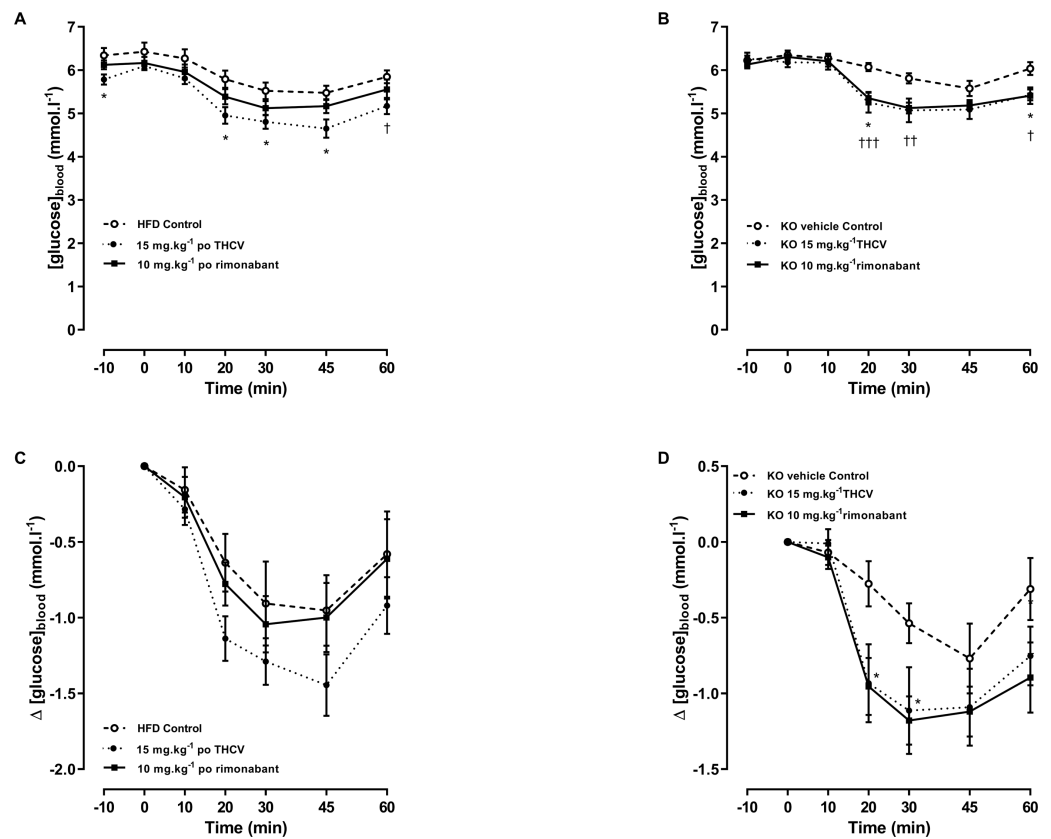 A
7
6
5
4
3
2
1
0
[glucose]blood (mmol.l-1)
*
*
*
*
†
HFD Control
15 mg.kg-1 po THCV
10 mg.kg-1 po rimonabant
-10 0 10 20 30 45 60
Time (min)
B
7
6
5
4
3
2
1
0
[glucose]blood (mmol.l-1)
*
†††
††
*
†
KO vehicle Control
KO 15 mg.kg-1THCV
KO 10 mg.kg-1rimonabant
-10 0 10 20 30 45 60
Time (min)
C
0.0
-0.5
-1.0
-1.5
-2.0
Δ [glucose]blood (mmol.l-1)
HFD Control
15 mg.kg-1 po THCV
10 mg.kg-1 po rimonabant
-10 0 10 20 30 45 60
Time (min)
D
0.5
0.0
-0.5
-1.0
-1.5
Δ [glucose]blood (mmol.l-1)
KO vehicle Control
KO 15 mg.kg-1THCV
KO 10 mg.kg-1rimonabant
*
*
*
-10 0 10 20 30 45 60
Time (min)